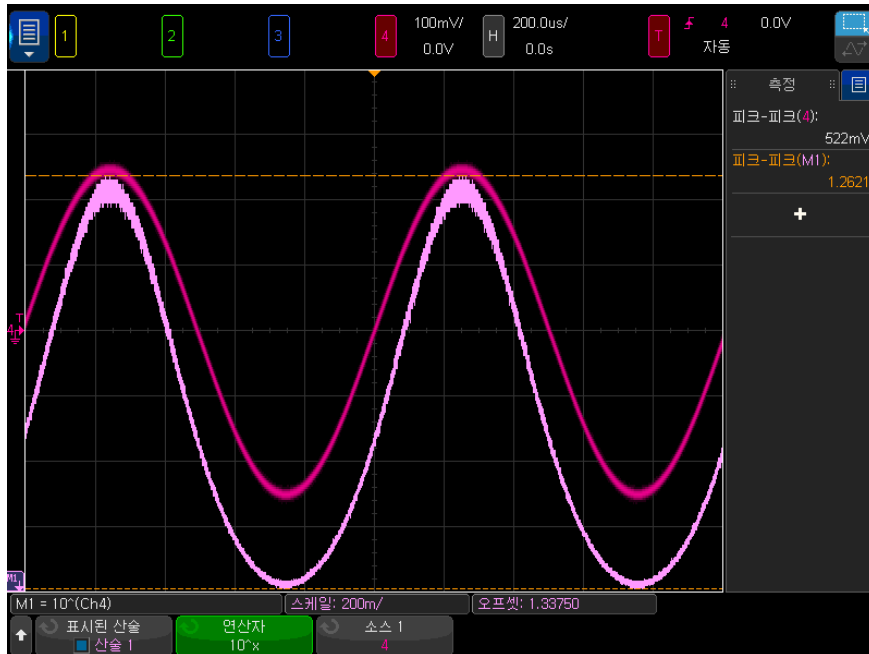 1
2
3
4
100mV/
0.0V
H
200.0us/
0.0s
T
4
0.0V
자동
측정
피크-피크(4):
522mV
피크-피크(M1):
1.2621
+
T
4
M1
M1 = 10^(Ch4)
스케일: 200m/
오프셋: 1.33750
표시된 산술
산술 1
연산자
10^x
소스 1
4